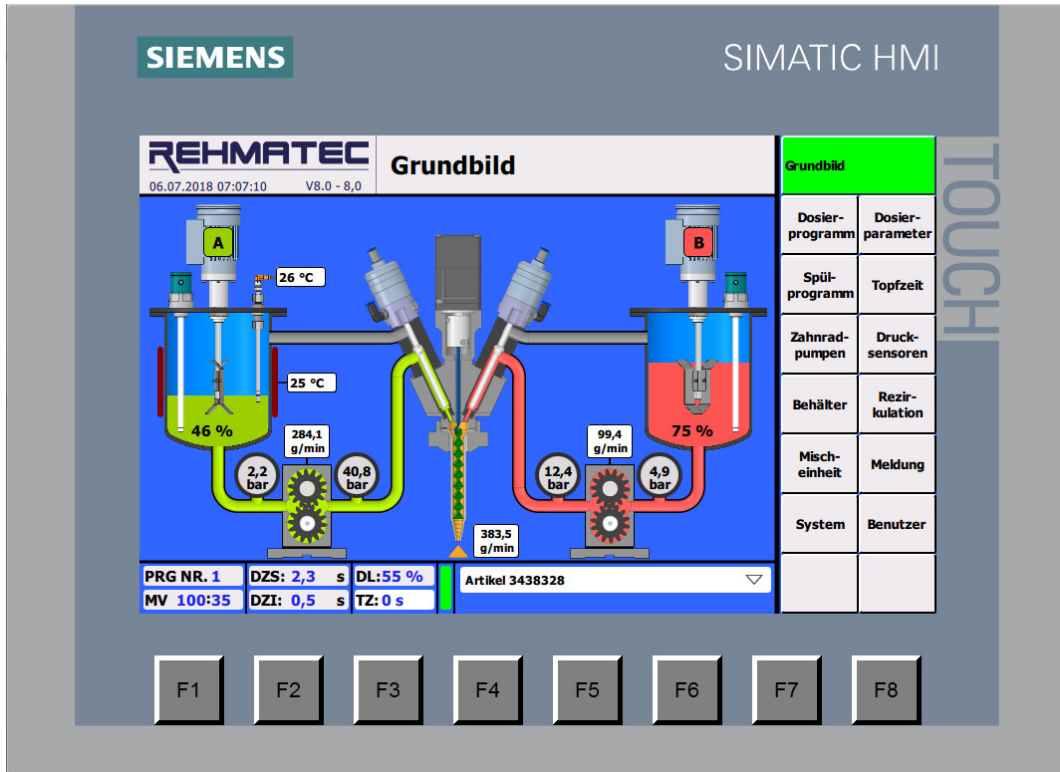 SIEMENS
SIMATIC HMI
TOUCH
REHMATEC
06.07.2018 07:07:10 V8.0 - 8,0
Grundbild
Grundbild
Dosier-
programm
Dosier-
parameter
Spül-
programm
Topfzeit
Zahnrad-
pumpen
Druck-
sensoren
Behälter
Rezir-
kulation
Misch-
einheit
Meldung
System
Benutzer
A
B
26 °C
25 °C
46 %
75 %
284,1
g/min
99,4
g/min
2,2
bar
40,8
bar
12,4
bar
4,9
bar
383,5
g/min
PRG NR. 1
DZS: 2,3 s
DL:55 %
Artikel 3438328
MV 100:35
DZI: 0,5 s
TZ: 0 s
F1
F2
F3
F4
F5
F6
F7
F8